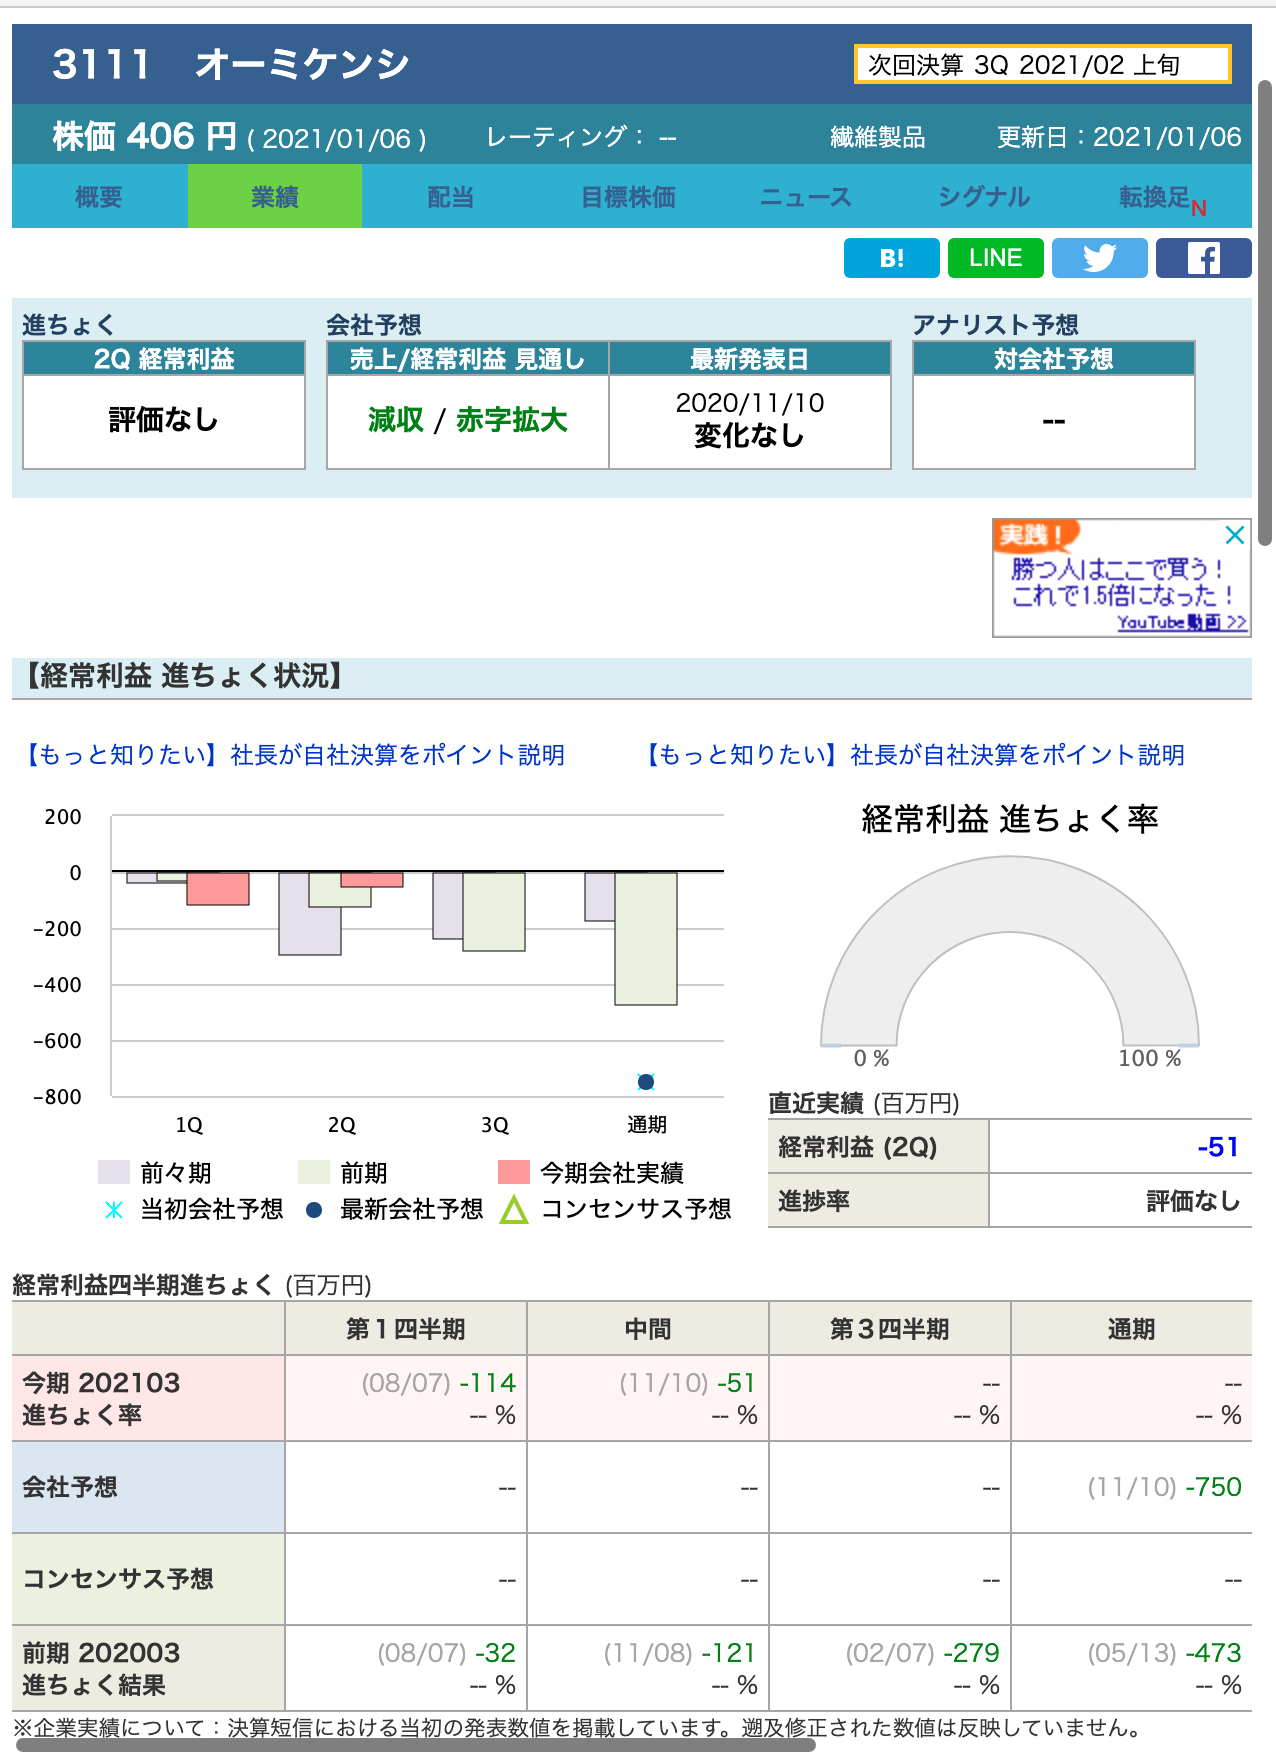 3111　オーミケンシ
次回決算 3Q 2021/02 上旬
株価 406 円 ( 2021/01/06 ) レーティング： -- 繊維製品 更新日：2021/01/06
概要 業績 配当 目標株価 ニュース シグナル 転換足N
B! LINE
進ちょく 会社予想 アナリスト予想
2Q 経常利益 売上/経常利益 見通し 最新発表日 対会社予想
評価なし 減収 / 赤字拡大 2020/11/10 --
変化なし
実践！
勝つ人はここで買う！
これで1.5倍になった！
YouTube動画 >>
【経常利益 進ちょく状況】
【もっと知りたい】社長が自社決算をポイント説明 【もっと知りたい】社長が自社決算をポイント説明
経常利益 進ちょく率
200
0
-200
-400
-600
-800
1Q 2Q 3Q 通期
0 % 100 %
前々期 前期 今期会社実績
当初会社予想 最新会社予想 コンセンサス予想
直近実績 (百万円)
経常利益 (2Q) -51
進捗率 評価なし
経常利益四半期進ちょく (百万円)
第１四半期 中間 第３四半期 通期
今期 202103 (08/07) -114 (11/10) -51 -- --
進ちょく率 -- % -- % -- % -- %
会社予想 -- -- -- (11/10) -750
コンセンサス予想 -- -- -- --
前期 202003 (08/07) -32 (11/08) -121 (02/07) -279 (05/13) -473
進ちょく結果 -- % -- % -- % -- %
※企業実績について：決算短信における当初の発表数値を掲載しています。遡及修正された数値は反映していません。